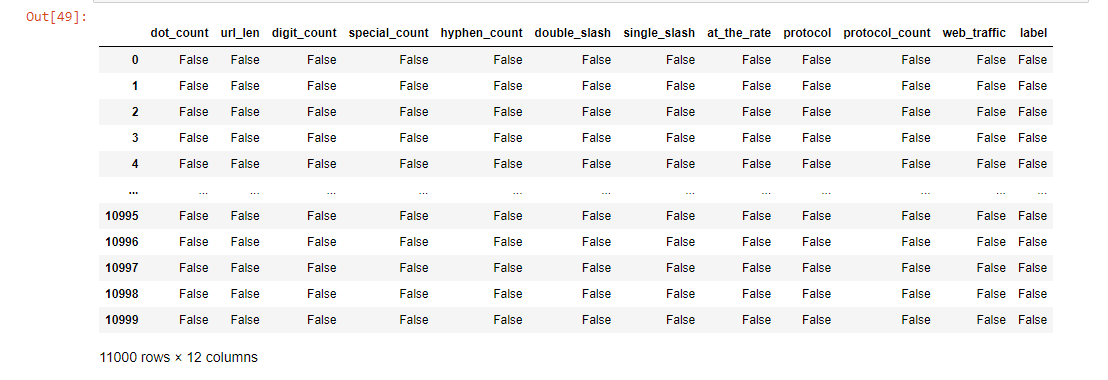 Out[49]:
dot_count url_len digit_count special_count hyphen_count double_slash single_slash at_the_rate protocol protocol_count web_traffic label
0 False False False False False False False False False False False False
1 False False False False False False False False False False False False
2 False False False False False False False False False False False False
3 False False False False False False False False False False False False
4 False False False False False False False False False False False False
... ... ... ... ... ... ... ... ... ... ... ... ...
10995 False False False False False False False False False False False False
10996 False False False False False False False False False False False False
10997 False False False False False False False False False False False False
10998 False False False False False False False False False False False False
10999 False False False False False False False False False False False False
11000 rows × 12 columns